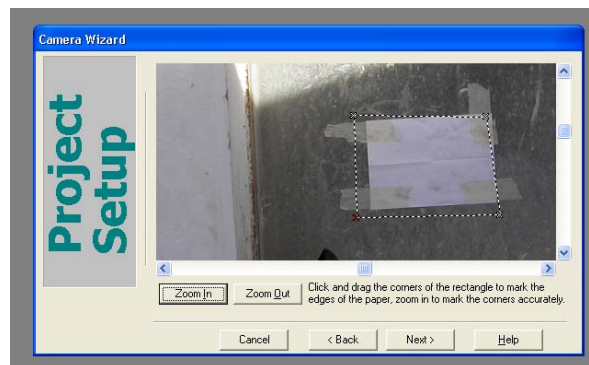 Camera Wizard
Project
Setup
Zoom In
Zoom Out
Click and drag the corners of the rectangle to mark the
edges of the paper, zoom in to mark the corners accurately.
Cancel
< Back
Next >
Help